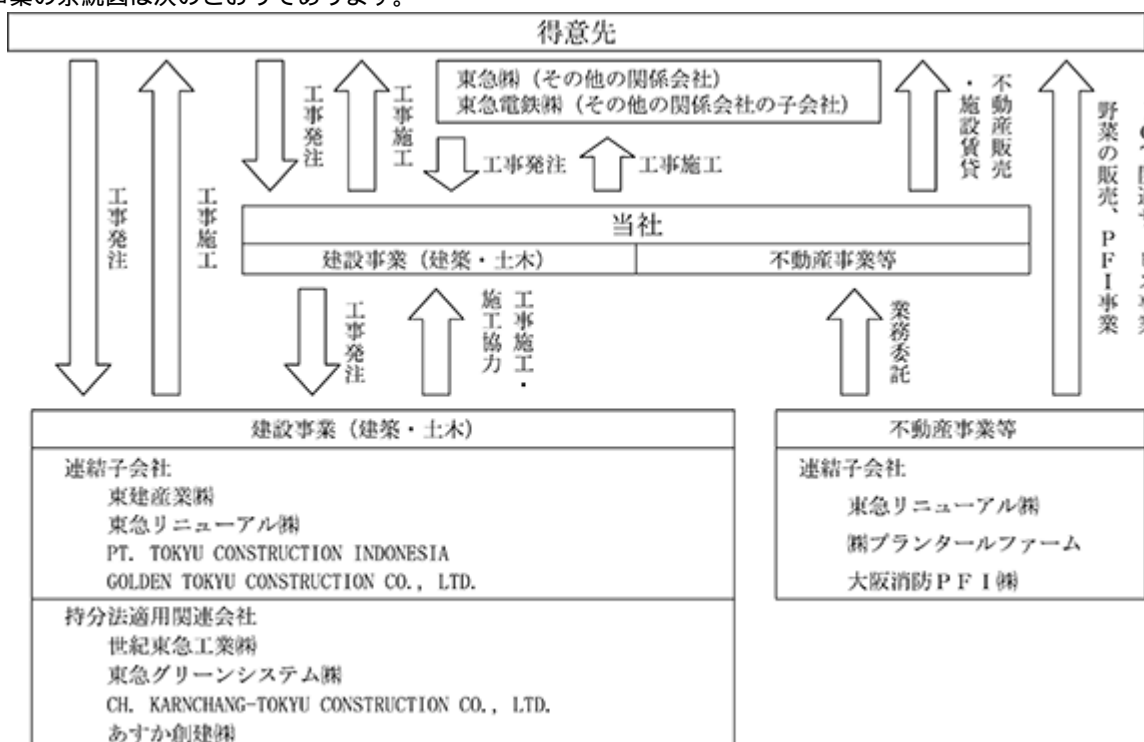 事業の系統図は次のとおりであります。
得意先
東急㈱（その他の関係会社）
東急電鉄㈱（その他の関係会社の子会社）
工事発注
工事施工
工事発注
工事施工
不動産販売
・施設賃貸
野菜の販売、ＰＦＩ事業
工事発注
工事施工
当社
建設事業（建築・土木）
不動産事業等
工事発注
工事施工・
施工協力
業務委託
建設事業（建築・土木）
連結子会社
東建産業㈱
東急リニューアル㈱
PT. TOKYU CONSTRUCTION INDONESIA
GOLDEN TOKYU CONSTRUCTION CO., LTD.
持分法適用関連会社
世紀東急工業㈱
東急グリーンシステム㈱
CH. KARNCHANG-TOKYU CONSTRUCTION CO., LTD.
あすか創建㈱
不動産事業等
連結子会社
東急リニューアル㈱
㈱プランタールファーム
大阪消防ＰＦＩ㈱